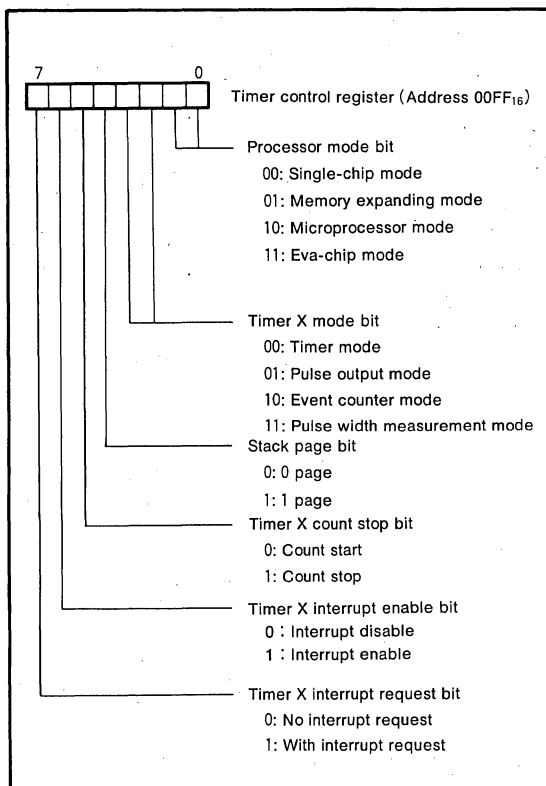 7 0
Timer control register (Address 00FF₁₆)
Processor mode bit
00: Single-chip mode
01: Memory expanding mode
10: Microprocessor mode
11: Eva-chip mode
Timer X mode bit
00: Timer mode
01: Pulse output mode
10: Event counter mode
11: Pulse width measurement mode
Stack page bit
0: 0 page
1: 1 page
Timer X count stop bit
0: Count start
1: Count stop
Timer X interrupt enable bit
0 : Interrupt disable
1 : Interrupt enable
Timer X interrupt request bit
0: No interrupt request
1: With interrupt request